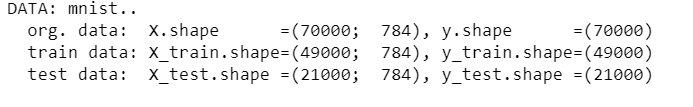 DATA: mnist..
  org. data:  X.shape      =(70000;  784), y.shape      =(70000)
  train data: X_train.shape=(49000;  784), y_train.shape=(49000)
  test data:  X_test.shape =(21000;  784), y_test.shape =(21000)